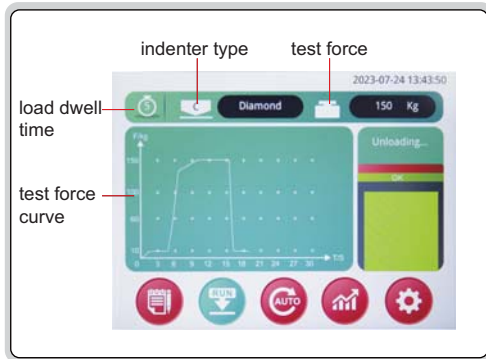 indenter type
test force
2023-07-24 13:43:50
load dwell
time
5
C
Diamond
150 Kg
F/kg
Unloading...
150
OK
100
test force
curve
60
10
0 3 6 9 12 15 18 21 24 27 30
T/S
RUN
AUTO